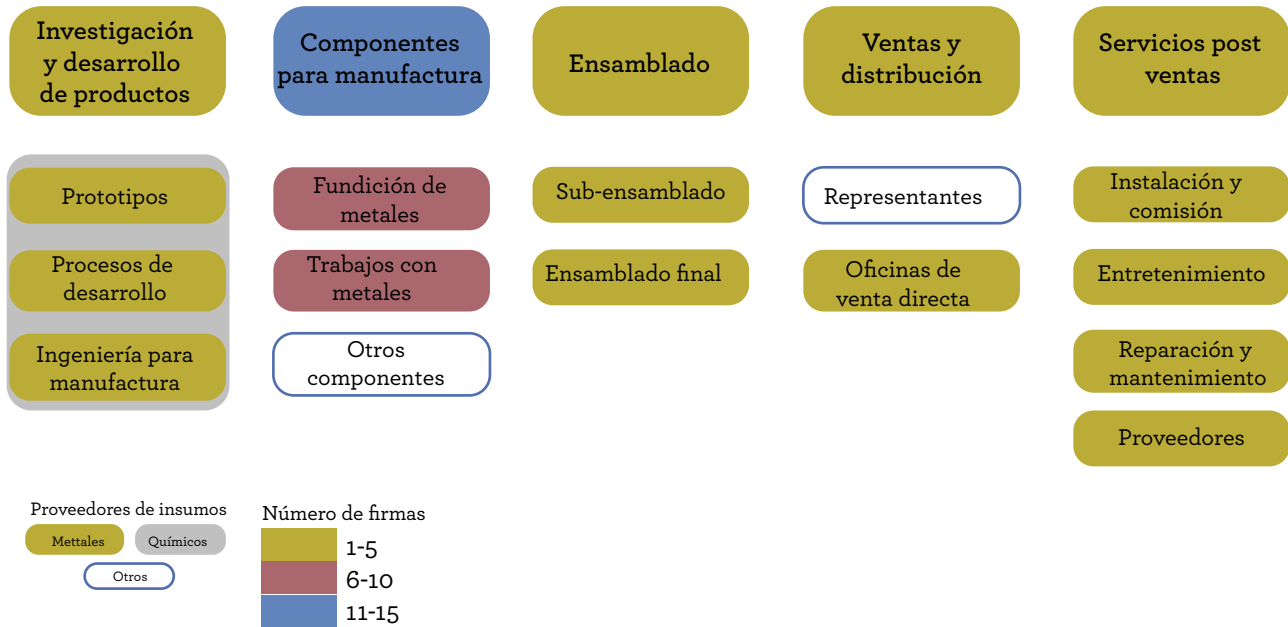 Investigación
y desarrollo
de productos
Componentes
para manufactura
Ensamblado
Ventas y
distribución
Servicios post
ventas
Prototipos
Fundición de
metales
Sub-ensamblado
Representantes
Instalación y
comisión
Procesos de
desarrollo
Trabajos con
metales
Ensamblado final
Oficinas de
venta directa
Entretenimiento
Ingeniería para
manufactura
Otros
componentes
Reparación y
mantenimiento
Proveedores
Proveedores de insumos
Mettales
Químicos
Otros
Número de firmas
1-5
6-10
11-15